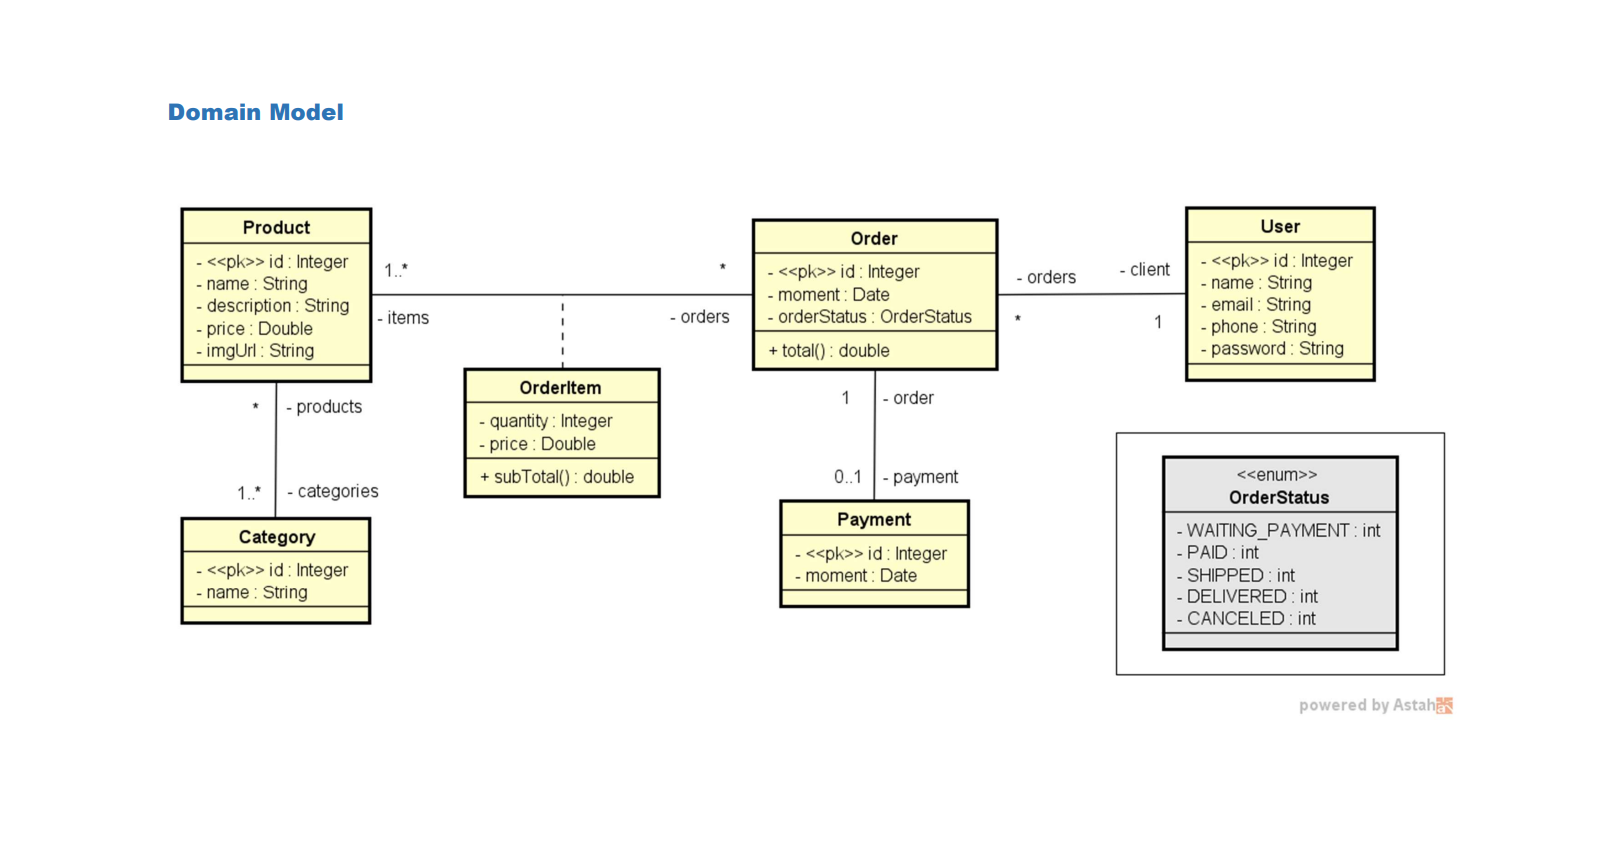 Domain Model
Product
- <<pk>> id : Integer
- name : String
- description : String
- price : Double
- imgUrl : String
1..*
- items
*
- orders
Order
- <<pk>> id : Integer
- moment : Date
- orderStatus : OrderStatus
+ total() : double
- orders
*
- client
1
User
- <<pk>> id : Integer
- name : String
- email : String
- phone : String
- password : String
OrderItem
- quantity : Integer
- price : Double
+ subTotal() : double
* - products
1..* - categories
Category
- <<pk>> id : Integer
- name : String
1 - order
0..1 - payment
Payment
- <<pk>> id : Integer
- moment : Date
<<enum>>
OrderStatus
- WAITING_PAYMENT : int
- PAID : int
- SHIPPED : int
- DELIVERED : int
- CANCELED : int
powered by Astah